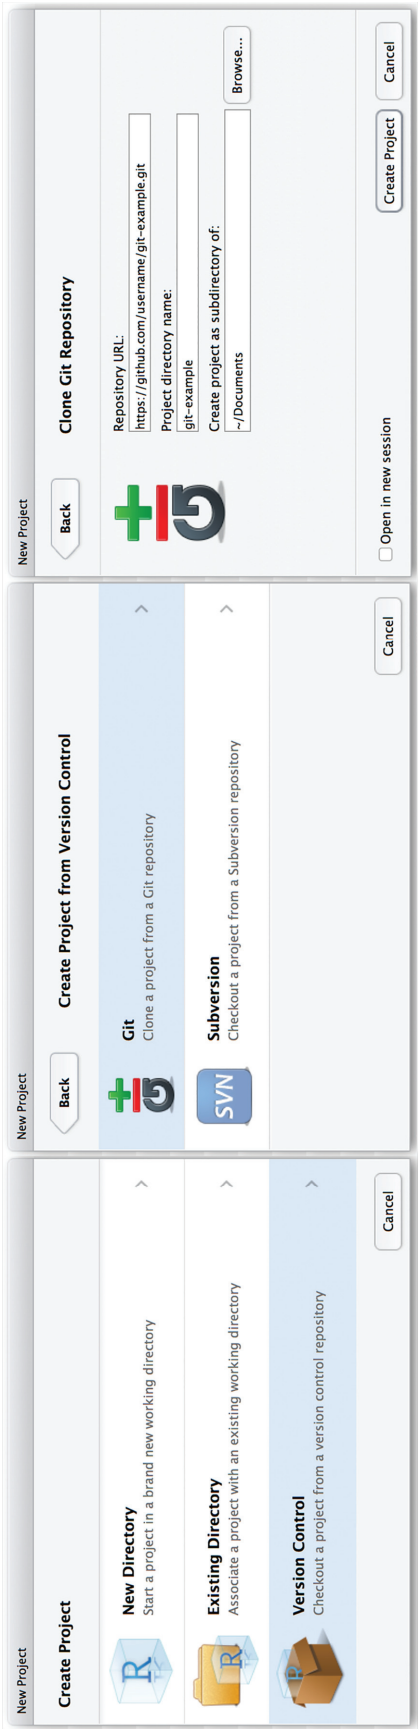 New Project
Create Project
R
New Directory
Start a project in a brand new working directory
R
Existing Directory
Associate a project with an existing working directory
R
Version Control
Checkout a project from a version control repository
Cancel
New Project
Back
Create Project from Version Control
Git
Clone a project from a Git repository
SVN
Subversion
Checkout a project from a Subversion repository
Cancel
New Project
Back
Clone Git Repository
Repository URL:
https://github.com/username/git-example.git
Project directory name:
git-example
Create project as subdirectory of:
~/Documents
Browse...
Open in new session
Create Project
Cancel